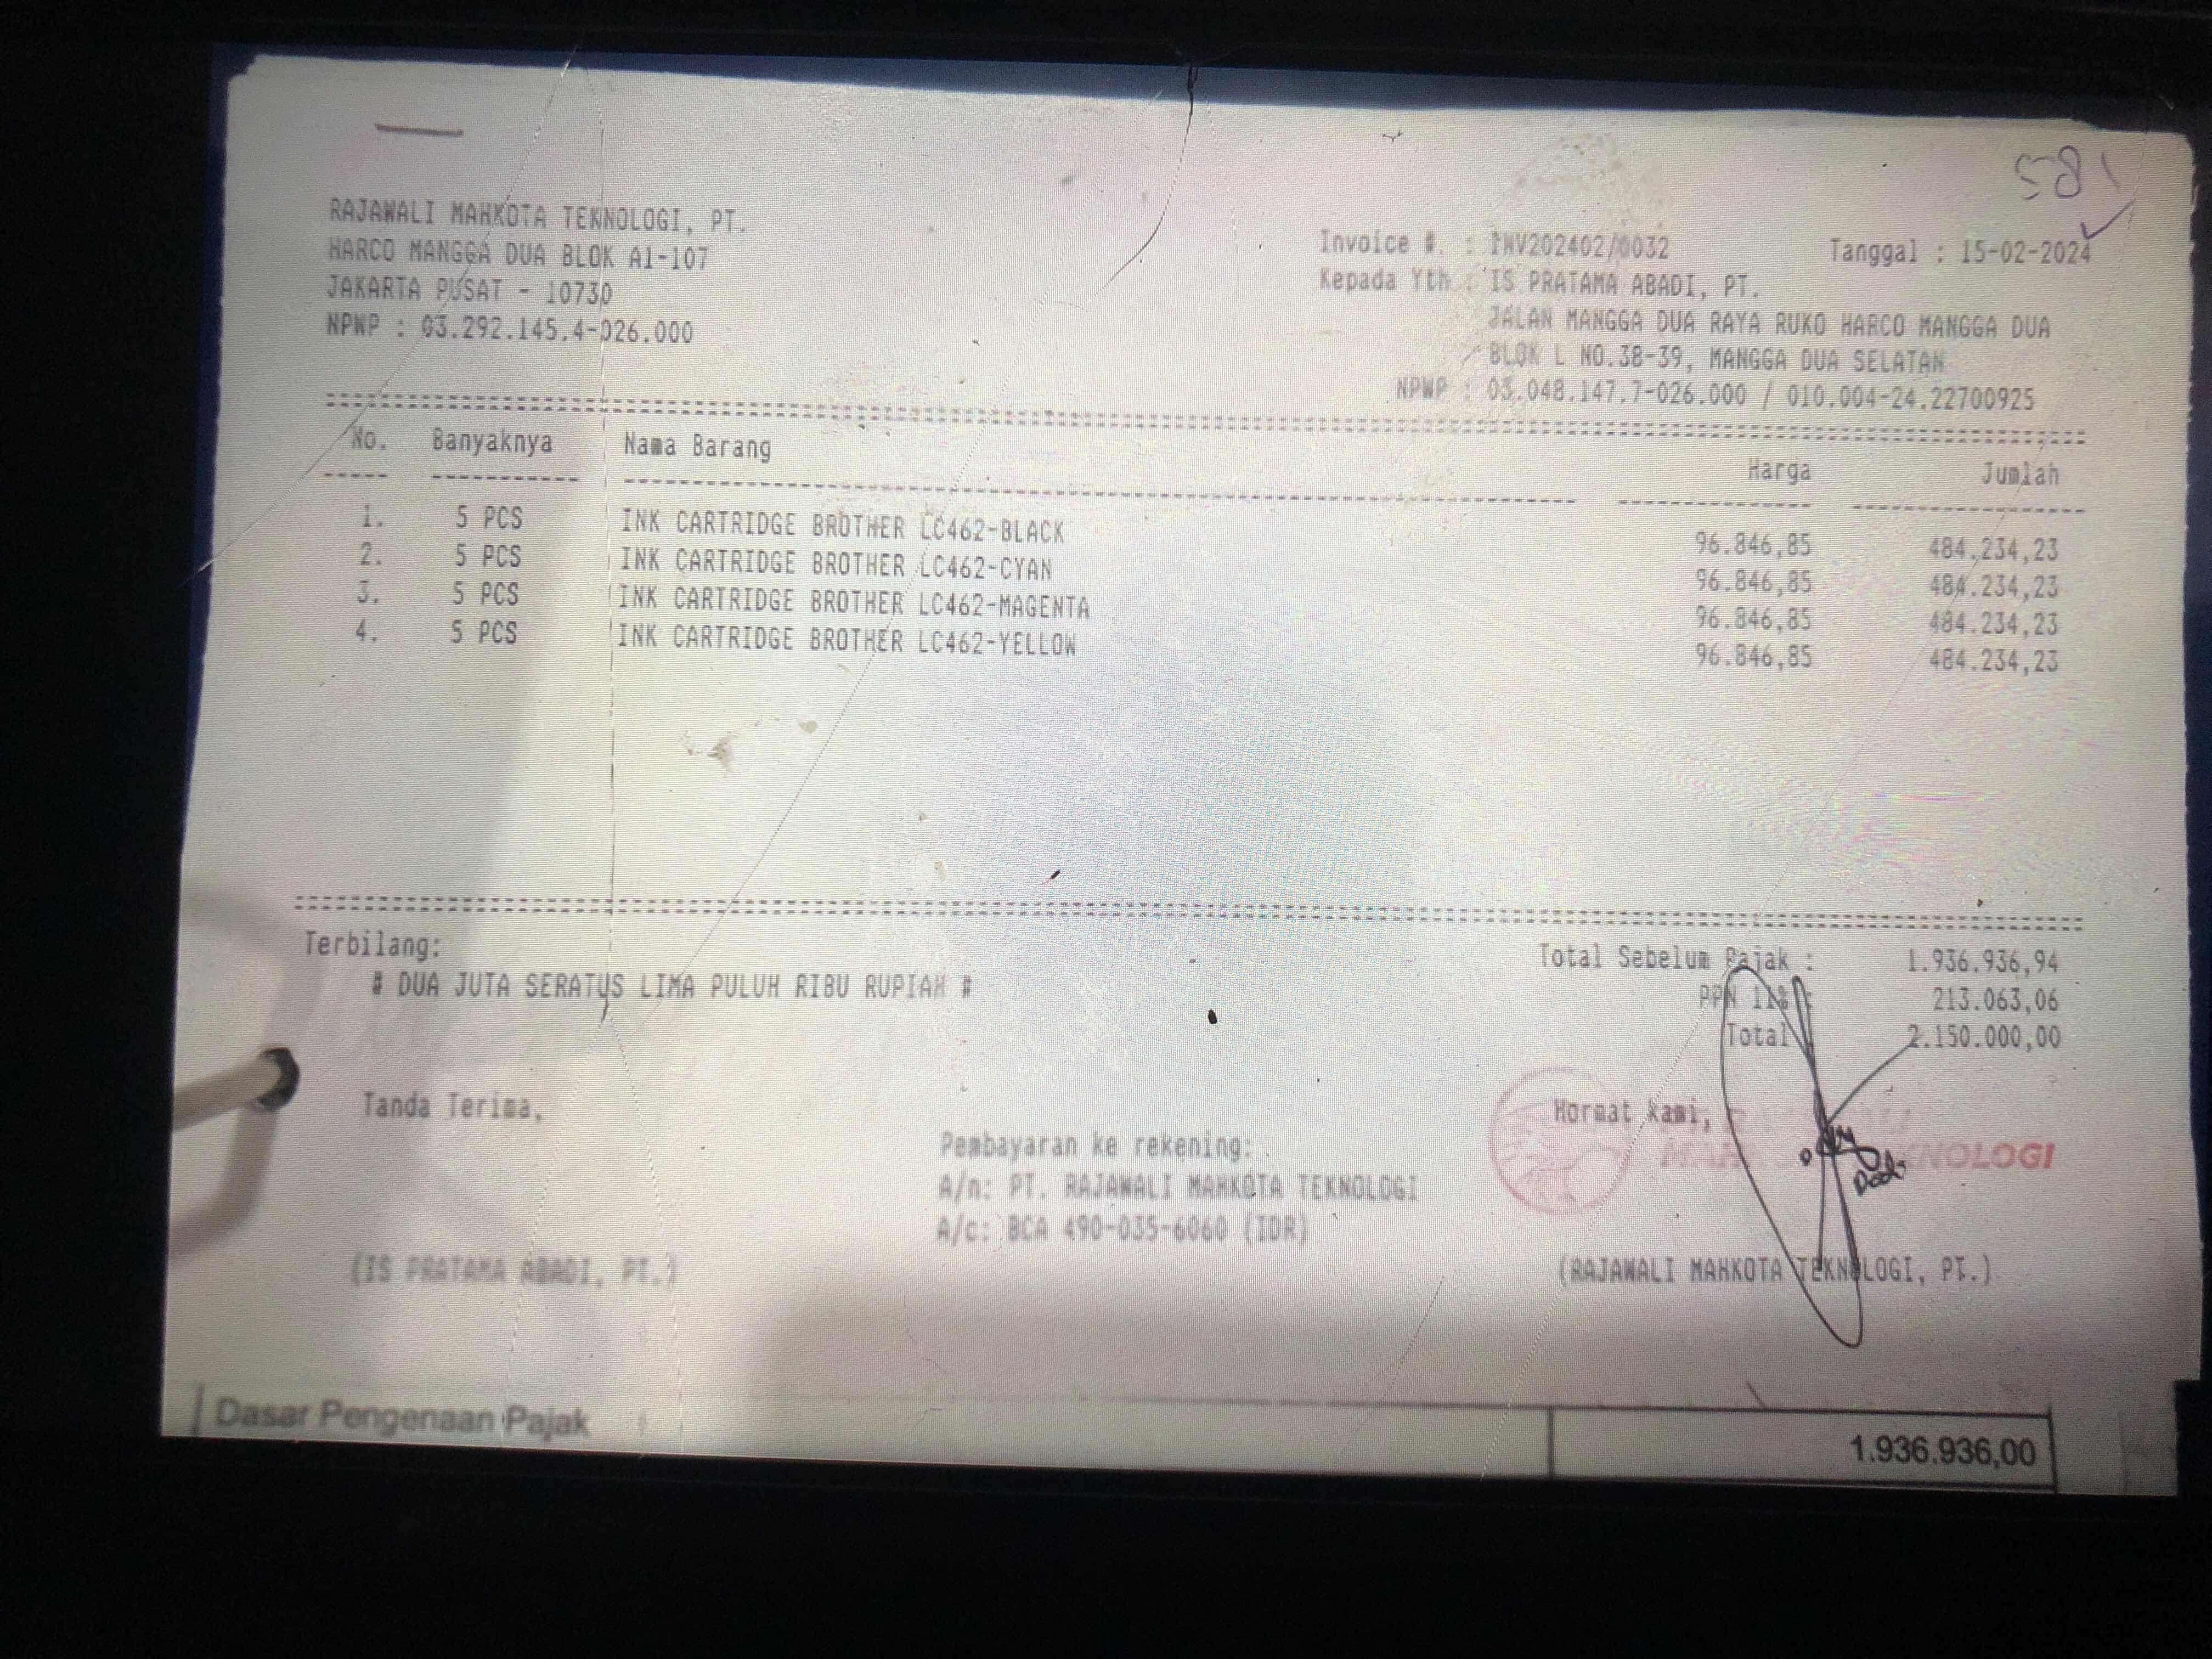 185
RAJAWALI MAHKOTA TEKNOLOGI, PT.
HARCO MANGGA DUA BLOK A1-107
JAKARTA PUSAT - 10730
NPWP : 03.292.145.4-026.000
Invoice #. : INV202402/0032 Tanggal : 15-02-2024
Kepada Yth : IS PRATAMA ABADI, PT.
JALAN MANGGA DUA RAYA RUKO HARCO MANGGA DUA
BLOK L NO.38-39, MANGGA DUA SELATAN
NPWP : 03.048.147.7-026.000 / 010.004-24.22700925
No. Banyaknya Nama Barang Harga Jumlah
1. 5 PCS INK CARTRIDGE BROTHER LC462-BLACK 96.846,85 484.234,23
2. 5 PCS INK CARTRIDGE BROTHER LC462-CYAN 96.846,85 484.234,23
3. 5 PCS INK CARTRIDGE BROTHER LC462-MAGENTA 96.846,85 484.234,23
4. 5 PCS INK CARTRIDGE BROTHER LC462-YELLOW 96.846,85 484.234,23
Terbilang:
# DUA JUTA SERATUS LIMA PULUH RIBU RUPIAH #
Total Sebelum Pajak : 1.936.936,94
PPN 11% : 213.063,06
Total 2.150.000,00
Tanda Terima,
(IS PRATAMA ABADI, PT.)
Pembayaran ke rekening:
A/n: PT. RAJAWALI MAHKOTA TEKNOLOGI
A/c: BCA 490-035-6060 (IDR)
Hormat kami,
(RAJAWALI MAHKOTA TEKNOLOGI, PT.)
Dasar Pengenaan Pajak 1.936.936,00